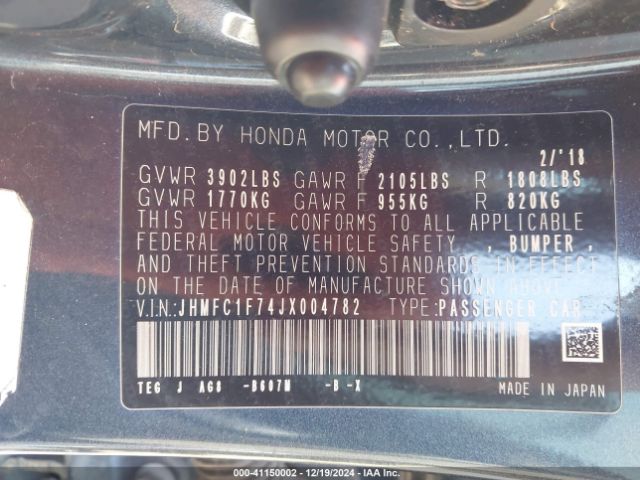 MFD.BY HONDA MOTOR CO.,LTD.
2/'18
GVWR 3902LBS GAWR F 2105LBS R 1808LBS
GVWR 1770KG GAWR F 955KG R 820KG
THIS VEHICLE CONFORMS TO ALL APPLICABLE
FEDERAL MOTOR VEHICLE SAFETY , BUMPER ,
AND THEFT PREVENTION STANDARDS IN EFFECT
ON THE DATE OF MANUFACTURE SHOWN ABOVE.
V.I.N.:JHMFC1F74JX004782 TYPE:PASSENGER CAR
TEG J AG8 -B607M -B-X
MADE IN JAPAN
000-41150002 - 12/19/2024 - IAA Inc.